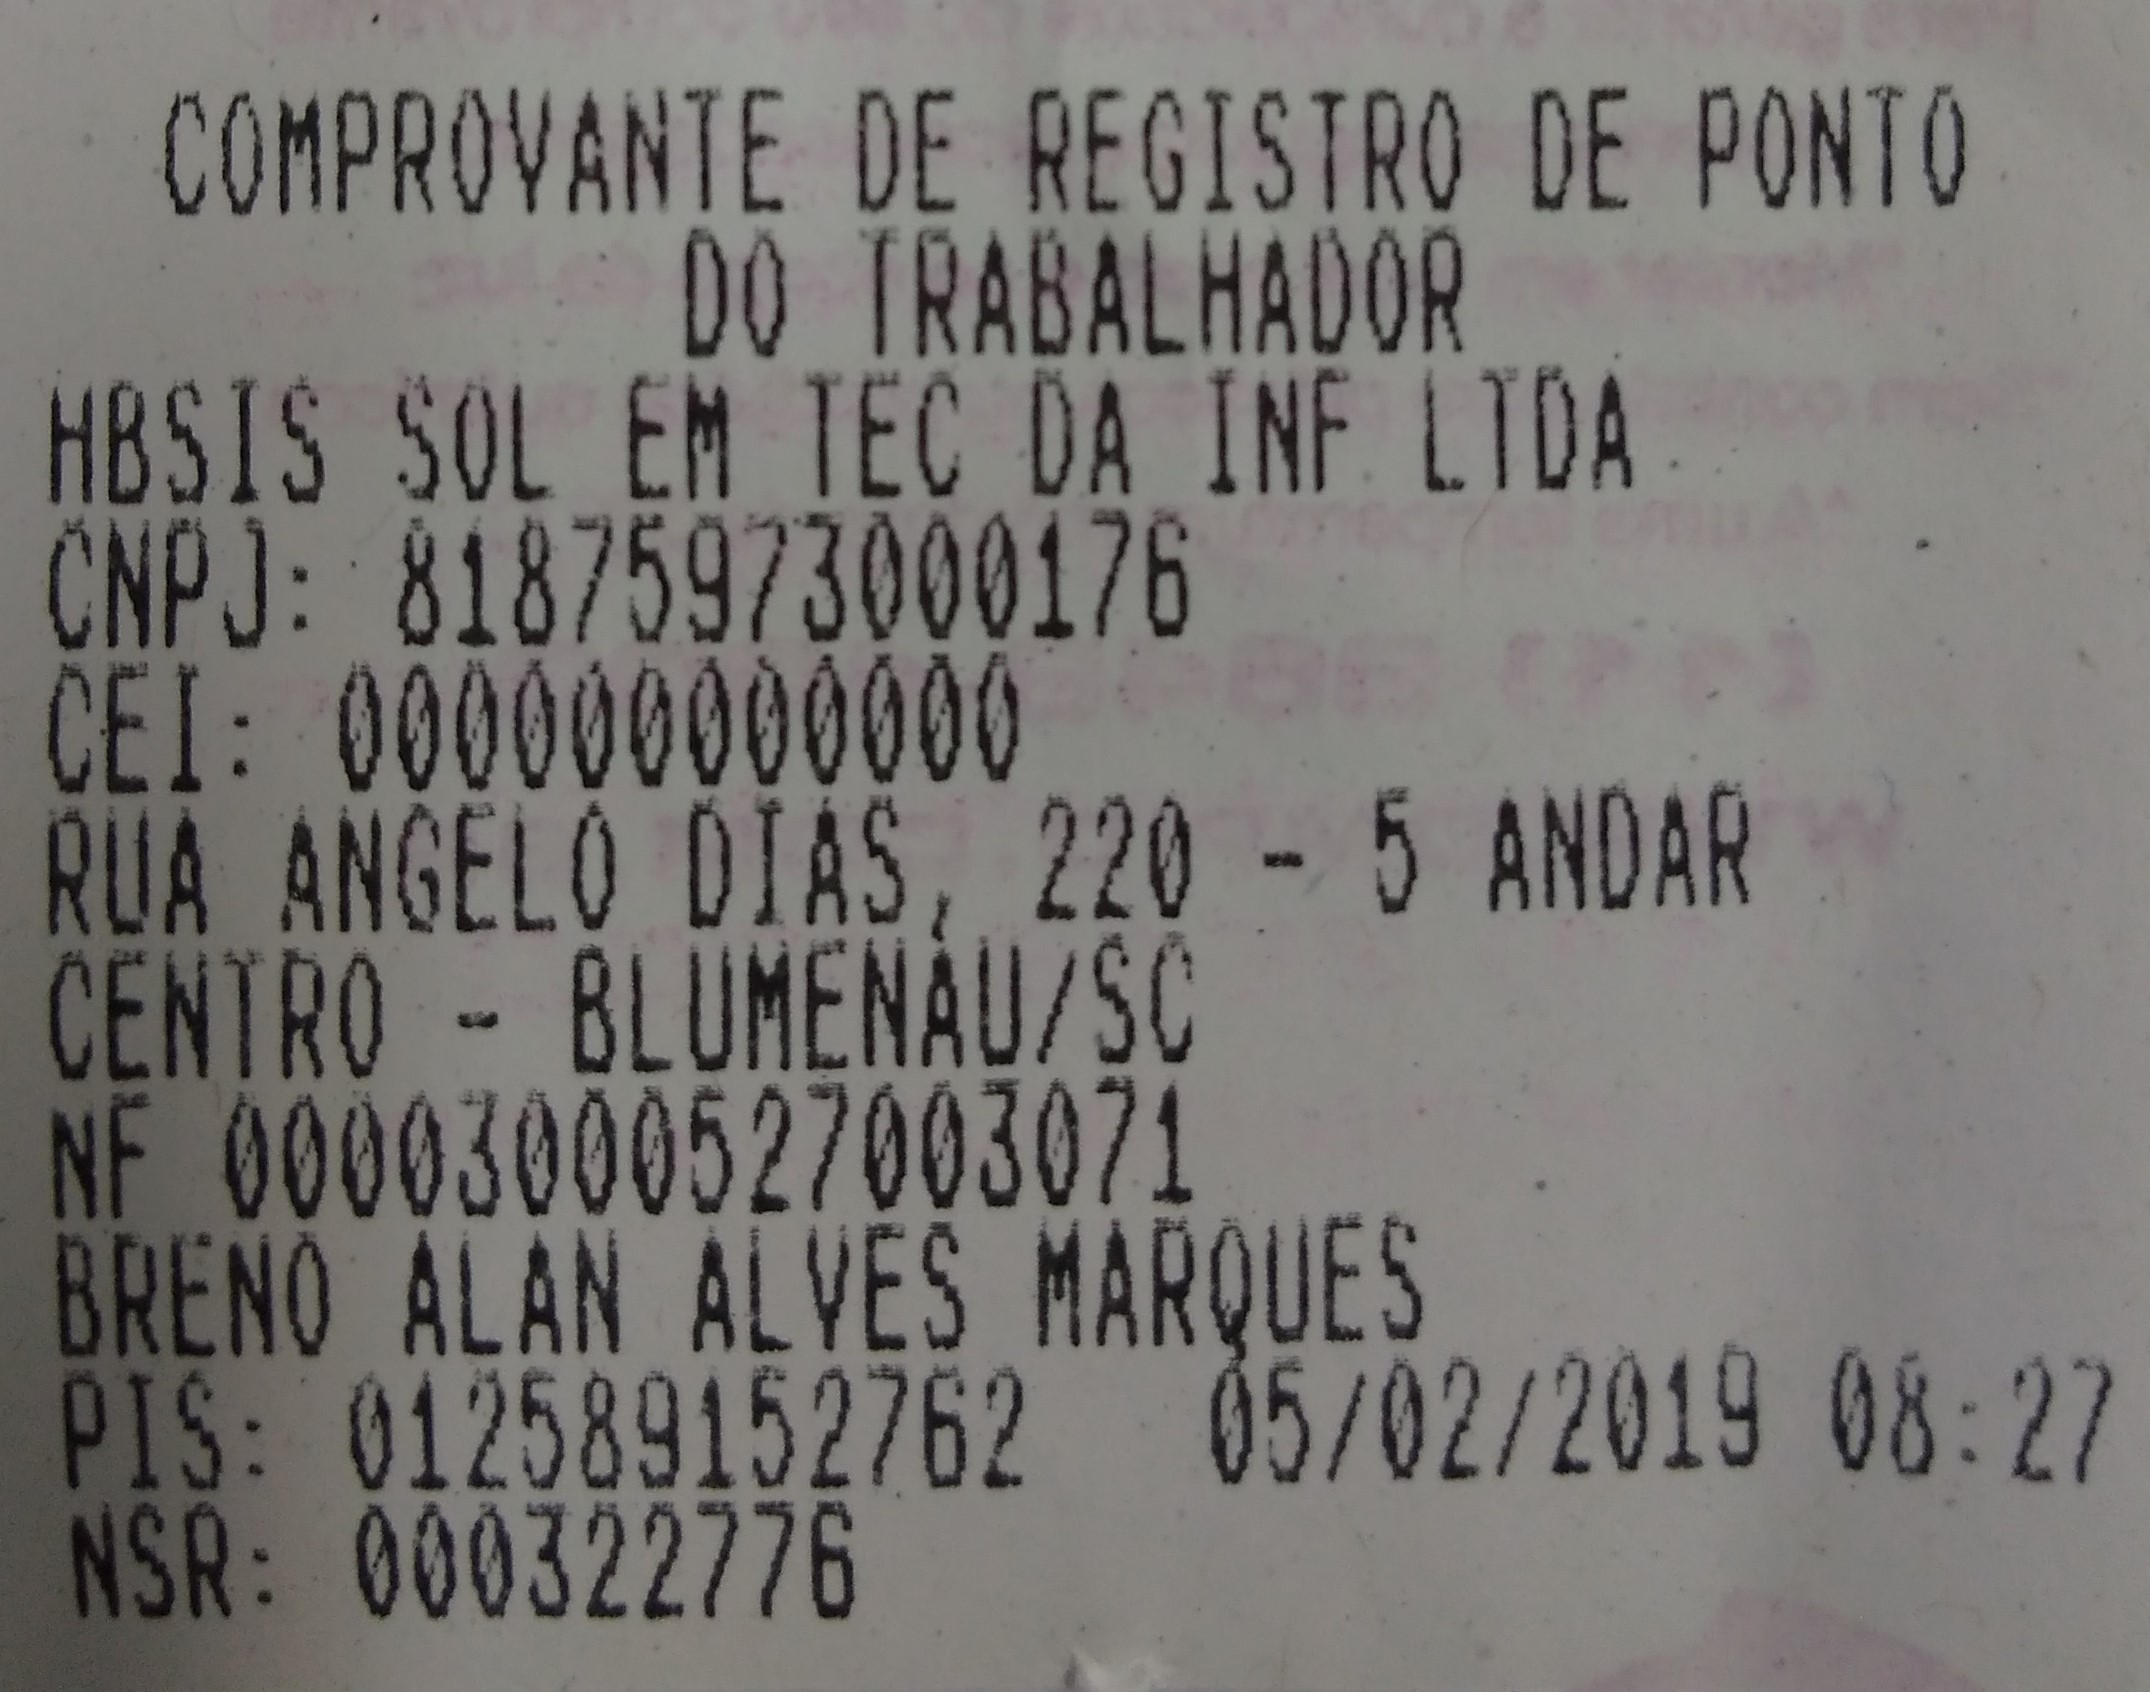 COMPROVANTE DE REGISTRO DE PONTO
DO TRABALHADOR
HBSIS SOL EM TEC DA INF LTDA
CNPJ: 81875973000176
CEI: 000000000000
RUA ANGELO DIAS, 220 - 5 ANDAR
CENTRO - BLUMENAU/SC
NF 00003000527003071
BRENO ALAN ALVES MARQUES
PIS: 012589152762 05/02/2019 08:27
NSR: 000322776